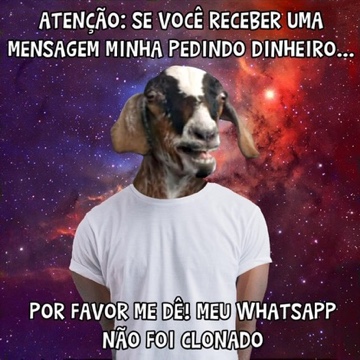 ATENÇÃO: SE VOCÊ RECEBER UMA
MENSAGEM MINHA PEDINDO DINHEIRO...
POR FAVOR ME DÊ! MEU WHATSAPP
NÃO FOI CLONADO